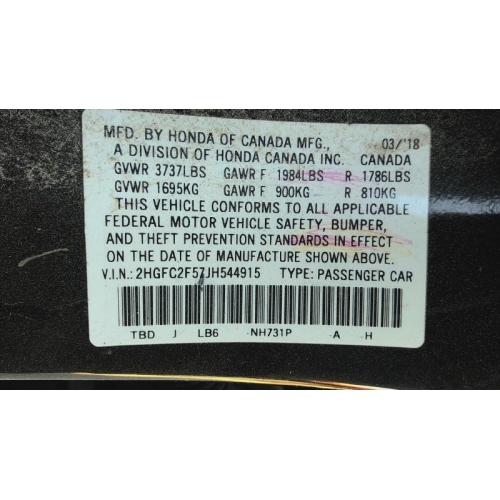 MFD. BY HONDA OF CANADA MFG., 03/'18
A DIVISION OF HONDA CANADA INC. CANADA
GVWR 3737LBS GAWR F 1984LBS R 1786LBS
GVWR 1695KG GAWR F 900KG R 810KG
THIS VEHICLE CONFORMS TO ALL APPLICABLE
FEDERAL MOTOR VEHICLE SAFETY, BUMPER,
AND THEFT PREVENTION STANDARDS IN EFFECT
ON THE DATE OF MANUFACTURE SHOWN ABOVE.
V.I.N.: 2HGFC2F57JH544915 TYPE: PASSENGER CAR
TBD J LB6 NH731P A H